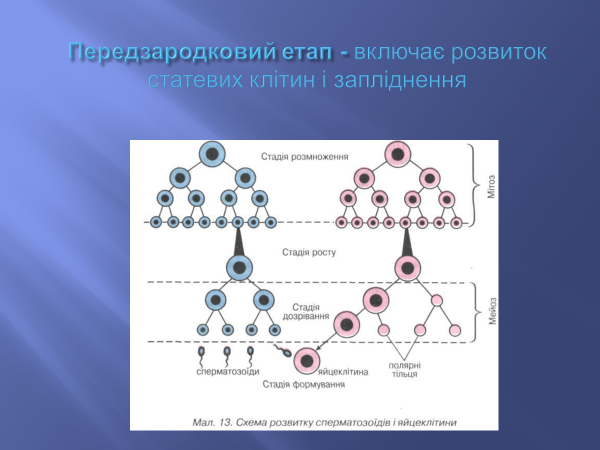 Передзародковий етап - включає розвиток
статевих клітин і запліднення
Стадія розмноження
Мітоз
Стадія росту
Стадія
дозрівання
Мейоз
сперматозоїди
яйцеклітина
полярні
тільця
Стадія формування
Мал. 13. Схема розвитку сперматозоїдів і яйцеклітини